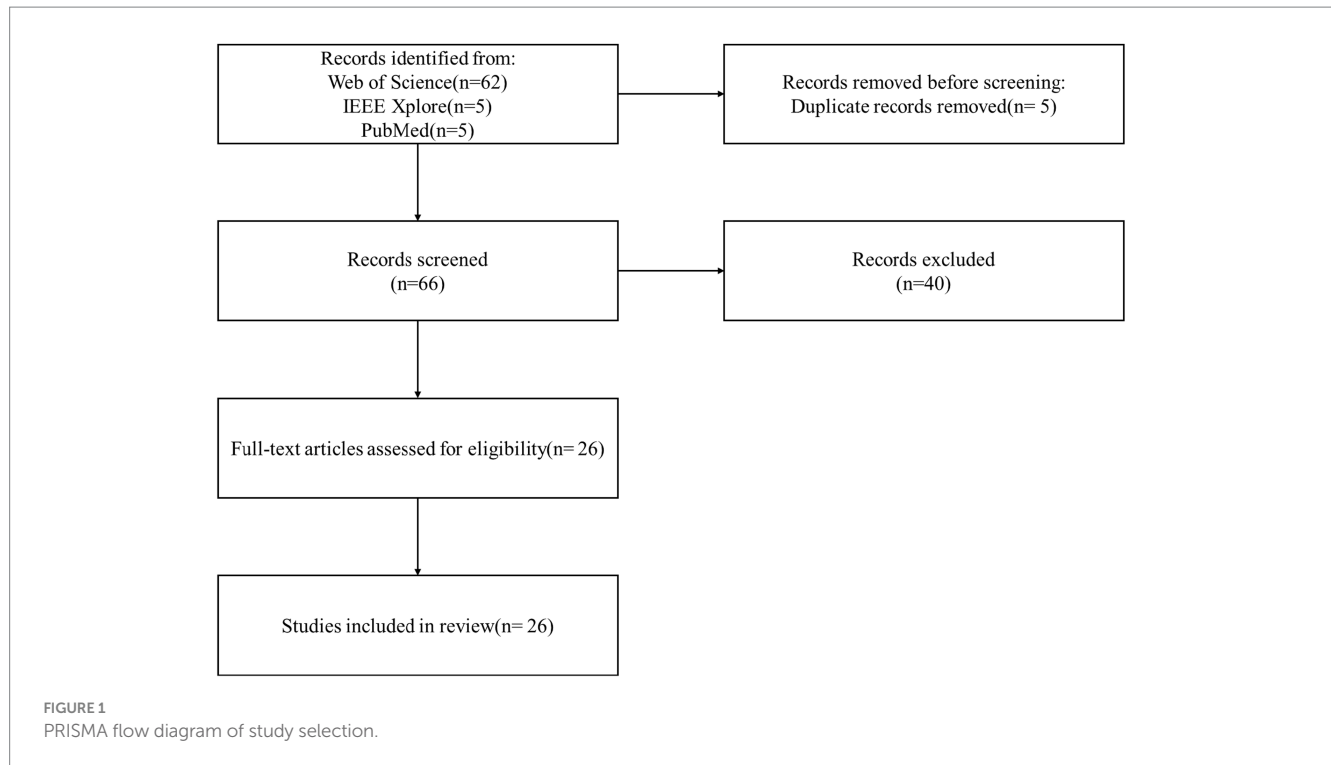 Records identified from:
Web of Science(n=62)
IEEE Xplore(n=5)
PubMed(n=5)
Records removed before screening:
Duplicate records removed(n= 5)
Records screened
(n=66)
Records excluded
(n=40)
Full-text articles assessed for eligibility(n= 26)
Studies included in review(n= 26)
FIGURE 1
PRISMA flow diagram of study selection.